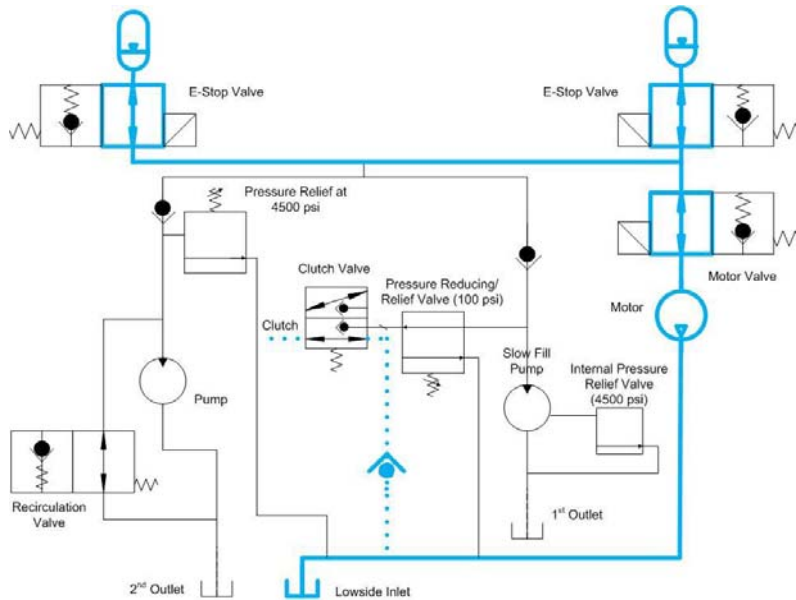 E-Stop Valve
E-Stop Valve
Pressure Relief at
4500 psi
Clutch Valve
Pressure Reducing/
Relief Valve (100 psi)
Motor Valve
Motor
Clutch
Slow Fill
Pump
Internal Pressure
Relief Valve
(4500 psi)
Pump
Recirculation
Valve
1st Outlet
2nd Outlet
Lowside Inlet